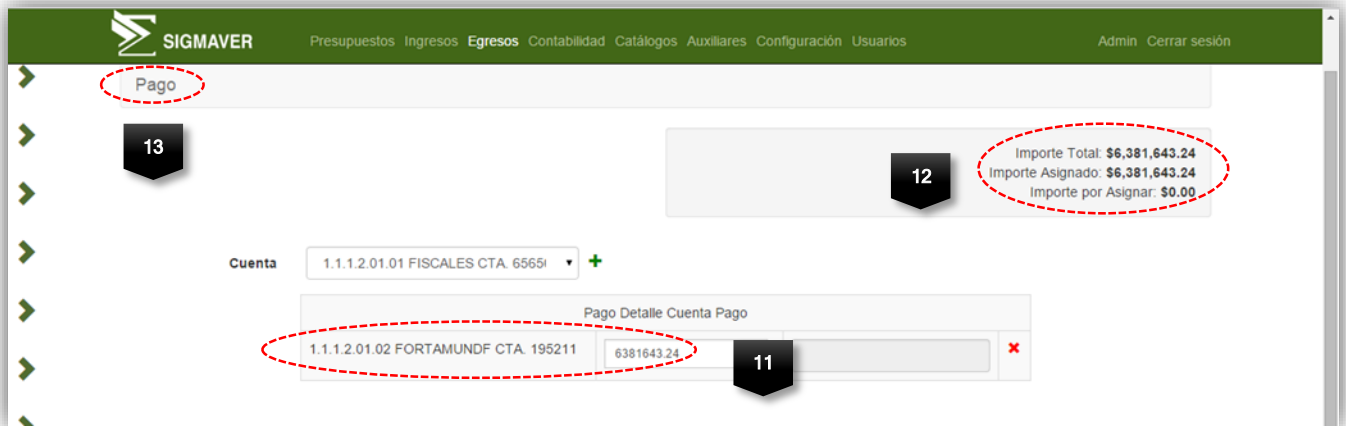 SIGMAVER
Presupuestos Ingresos Egresos Contabilidad Catálogos Auxiliares Configuración Usuarios
Admin Cerrar sesión
Pago
13
12
Importe Total: $6,381,643.24
Importe Asignado: $6,381,643.24
Importe por Asignar: $0.00
Cuenta
1.1.1.2.01.01 FISCALES CTA.
Pago Detalle Cuenta Pago
1.1.1.2.01.02 FORTAMUNDF CTA. 195211
6381643.24
11